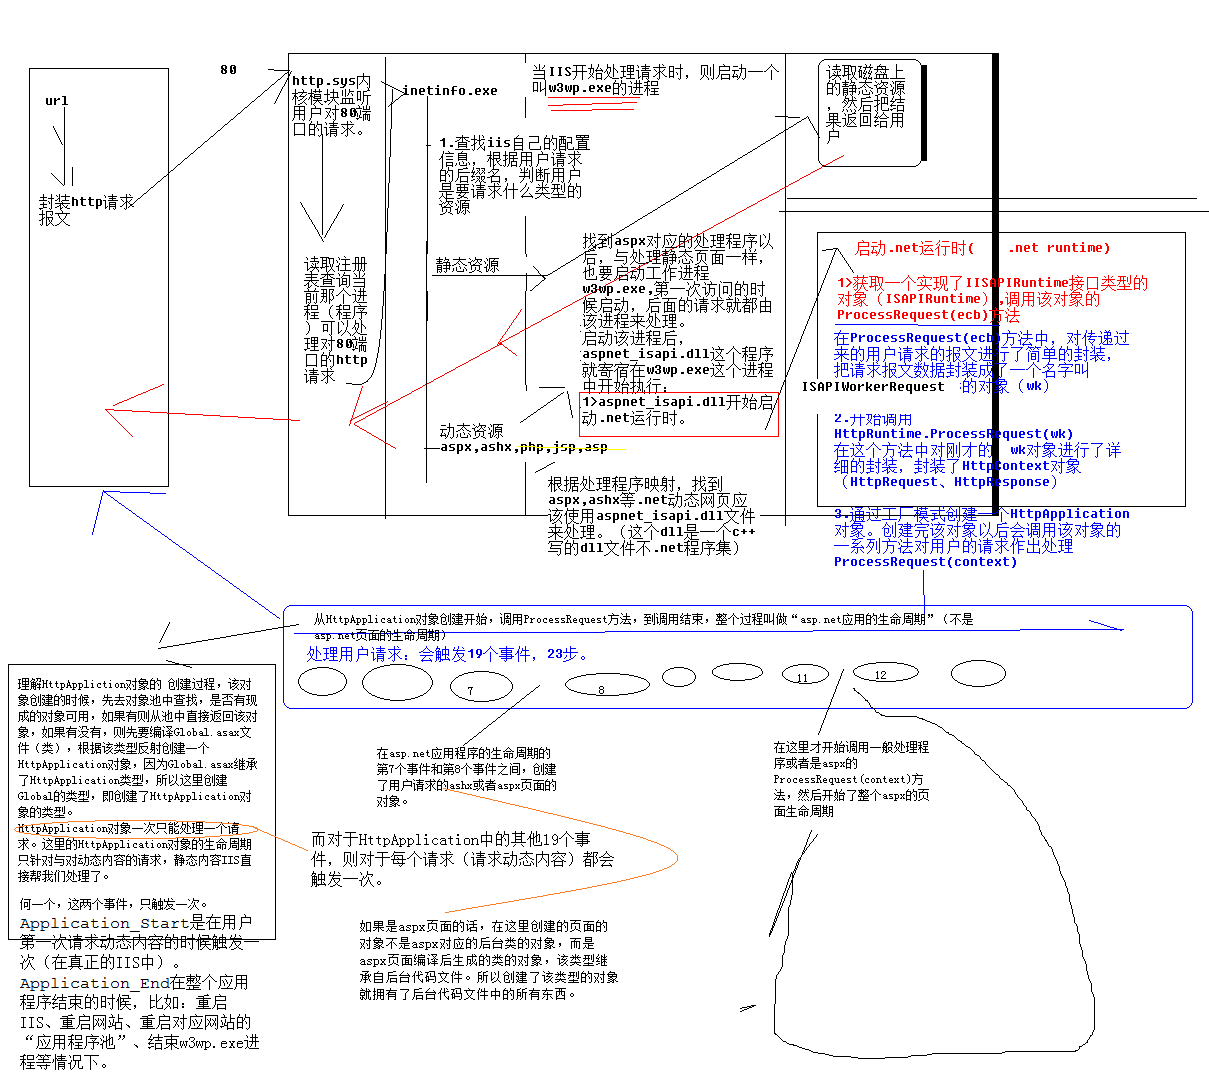 80
url
封装http请求
报文
http.sys内
核模块监听
用户对80端
口的请求。
读取注册
表查询当
前那个进
程（程序
）可以处
理对80端
口的http
请求
inetinfo.exe
1.查找iis自己的配置
信息，根据用户请求
的后缀名，判断用户
是要请求什么类型的
资源
静态资源
动态资源
aspx,ashx,php,jsp,asp
当IIS开始处理请求时，则启动一个
叫w3wp.exe的进程
找到aspx对应的处理程序以
后，与处理静态页面一样，
也要启动工作进程
w3wp.exe,第一次访问的时
候启动，后面的请求就都由
该进程来处理。
启动该进程后，
aspnet_isapi.dll这个程序
就寄宿在w3wp.exe这个进程
中开始执行：
1>aspnet_isapi.dll开始启
动.net运行时。
根据处理程序映射，找到
aspx,ashx等.net动态网页应
该使用aspnet_isapi.dll文件
来处理。（这个dll是一个c++
写的dll文件不.net程序集）
读取磁盘上
的静态资源
，然后把结
果返回给用
户
启动.net运行时(　　.net runtime)
1>获取一个实现了IISAPIRuntime接口类型的
对象（ISAPIRuntime）,调用该对象的
ProcessRequest(ecb)方法
在ProcessRequest(ecb)方法中，对传递过
来的用户请求的报文进行了简单的封装，
把请求报文数据封装成了一个名字叫
ISAPIWorkerRequest 的对象（wk）
2.开始调用
HttpRuntime.ProcessRequest(wk)
在这个方法中对刚才的　wk对象进行了详
细的封装，封装了HttpContext对象
（HttpRequest、HttpResponse）
3.通过工厂模式创建一个HttpApplication
对象。创建完该对象以后会调用该对象的
一系列方法对用户的请求作出处理
ProcessRequest(context)
从HttpApplication对象创建开始，调用ProcessRequest方法，到调用结束，整个过程叫做“asp.net应用的生命周期”（不是
asp.net页面的生命周期）
处理用户请求：会触发19个事件，23步。
7
8
11
12
理解HttpAppliction对象的 创建过程，该对
象创建的时候，先去对象池中查找，是否有现
成的对象可用，如果有则从池中直接返回该对
象，如果有没有，则先要编译Global.asax文
件（类），根据该类型反射创建一个
HttpApplication对象，因为Global.asax继承
了HttpApplication类型，所以这里创建
Global的类型，即创建了HttpApplication对
象的类型。
HttpApplication对象一次只能处理一个请
求。这里的HttpApplication对象的生命周期
只针对与对动态内容的请求，静态内容IIS直
接帮我们处理了。
何一个，这两个事件，只触发一次。
Application_Start是在用户
第一次请求动态内容的时候触发一
次（在真正的IIS中）。
Application_End在整个应用
程序结束的时候，比如：重启
IIS、重启网站、重启对应网站的
“应用程序池”、结束w3wp.exe进
程等情况下。
在asp.net应用程序的生命周期的
第7个事件和第8个事件之间，创建
了用户请求的ashx或者aspx页面的
对象。
而对于HttpApplication中的其他19个事
件，则对于每个请求（请求动态内容）都会
触发一次。
如果是aspx页面的话，在这里创建的页面的
对象不是aspx对应的后台类的对象，而是
aspx页面编译后生成的类的对象，该类型继
承自后台代码文件。所以创建了该类型的对象
就拥有了后台代码文件中的所有东西。
在这里才开始调用一般处理程
序或者是aspx的
ProcessRequest(context)方
法，然后开始了整个aspx的页
面生命周期